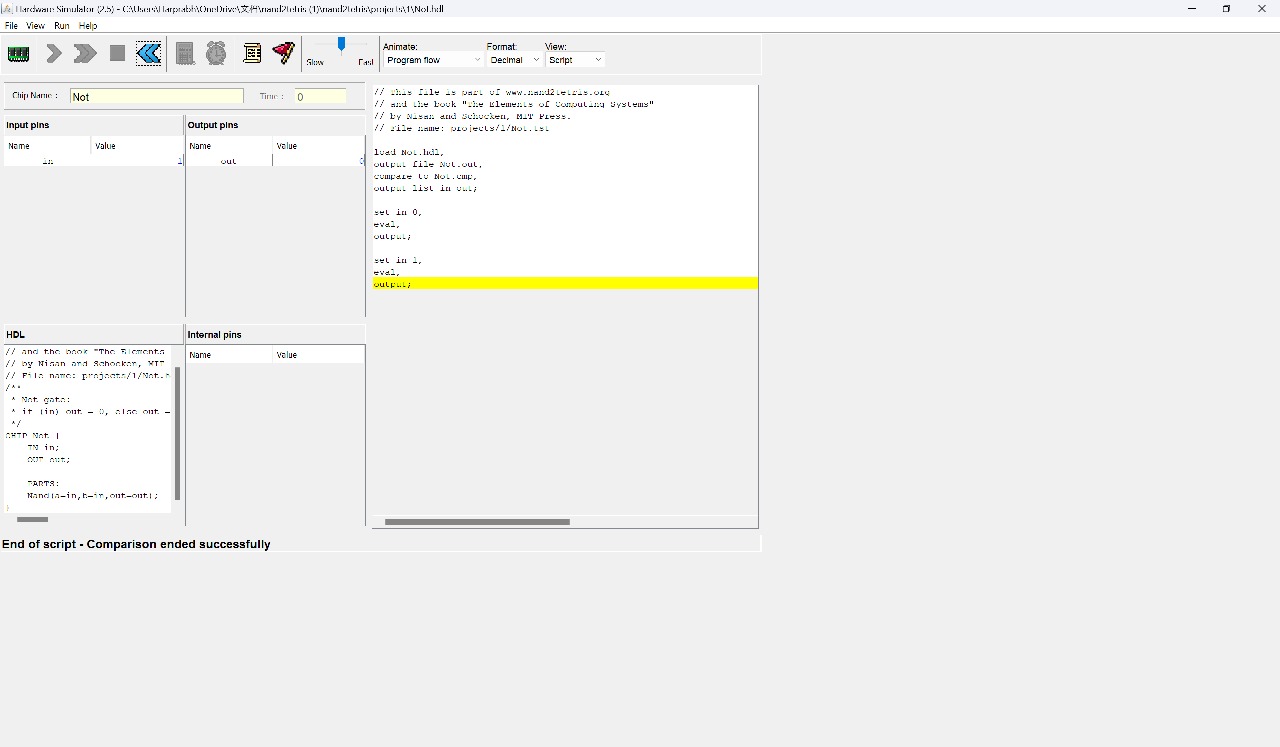 Hardware Simulator (2.5) - C:\Users\Harprabh\OneDrive\文档\nand2tetris (1)\nand2tetris\projects\1\Not.hdl
File View Run Help
Slow Fast
Animate: Format: View:
Program flow Decimal Script
Chip Name : Not Time : 0
Input pins
Name Value
in 1
Output pins
Name Value
out 0
HDL
// and the book "The Elements
// by Nisan and Schocken, MIT
// File name: projects/1/Not.h
/**
* Not gate:
* if (in) out = 0, else out =
*/
CHIP Not {
IN in;
OUT out;
PARTS:
Nand(a=in,b=in,out=out);
}
Internal pins
Name Value
// This file is part of www.nand2tetris.org
// and the book "The Elements of Computing Systems"
// by Nisan and Schocken, MIT Press.
// File name: projects/1/Not.tst
load Not.hdl,
output-file Not.out,
compare-to Not.cmp,
output-list in out;
set in 0,
eval,
output;
set in 1,
eval,
output;
End of script - Comparison ended successfully